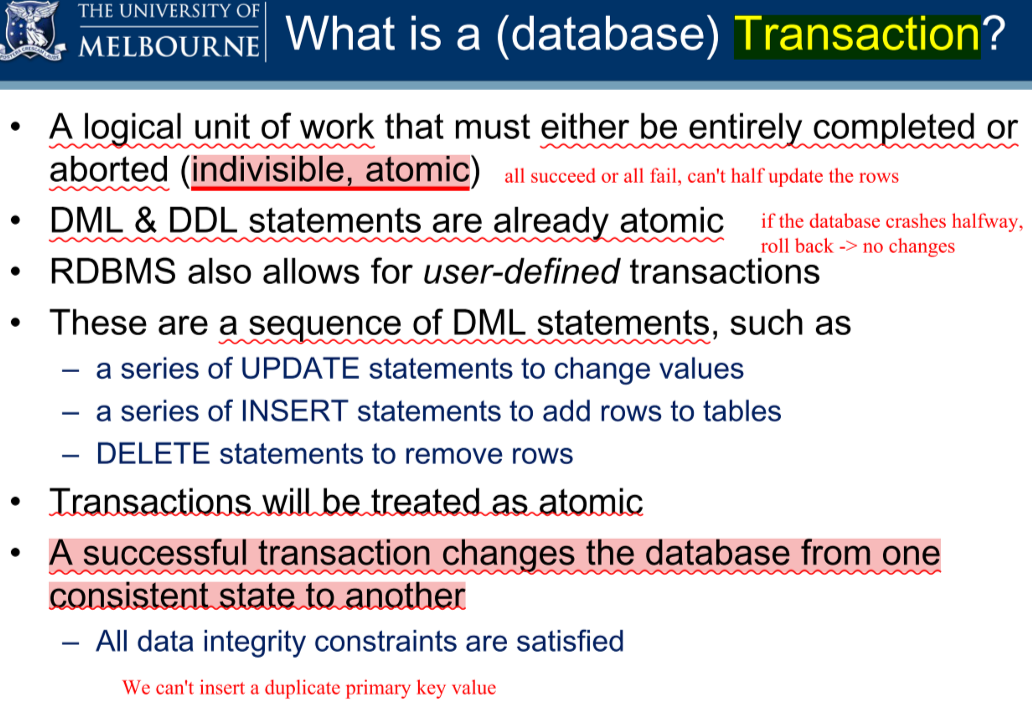 THE UNIVERSITY OF
MELBOURNE
What is a (database) Transaction?
• A logical unit of work that must either be entirely completed or
aborted (indivisible, atomic) all succeed or all fail, can't half update the rows
• DML & DDL statements are already atomic if the database crashes halfway,
roll back -> no changes
• RDBMS also allows for user-defined transactions
• These are a sequence of DML statements, such as
– a series of UPDATE statements to change values
– a series of INSERT statements to add rows to tables
– DELETE statements to remove rows
• Transactions will be treated as atomic
• A successful transaction changes the database from one
consistent state to another
– All data integrity constraints are satisfied
We can't insert a duplicate primary key value